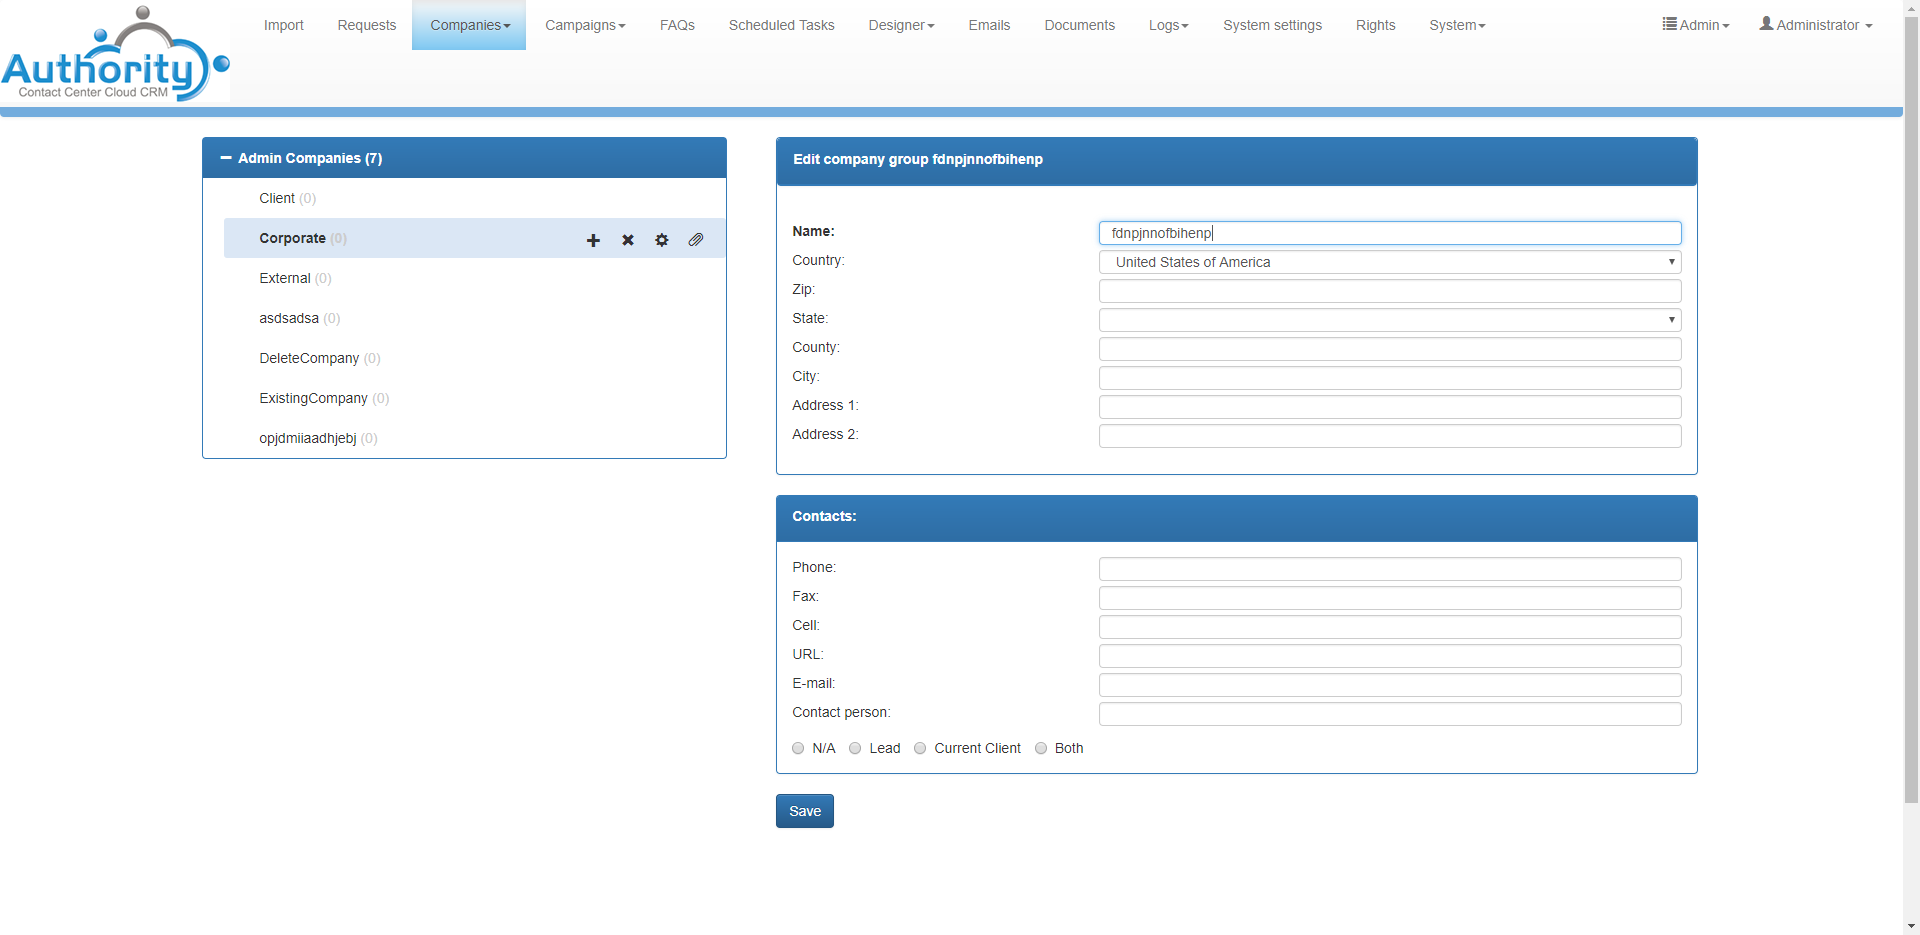 Authority
Contact Center Cloud CRM
Import Requests Companies Campaigns FAQs Scheduled Tasks Designer Emails Documents Logs System settings Rights System Admin Administrator
Admin Companies (7)
Client (0)
Corporate (0)
External (0)
asdsadsa (0)
DeleteCompany (0)
ExistingCompany (0)
opjdmiiaadhjebj (0)
Edit company group fdnpjnnofbihenp
Name: fdnpjnnofbihenp
Country: United States of America
Zip:
State:
County:
City:
Address 1:
Address 2:
Contacts:
Phone:
Fax:
Cell:
URL:
E-mail:
Contact person:
N/A Lead Current Client Both
Save